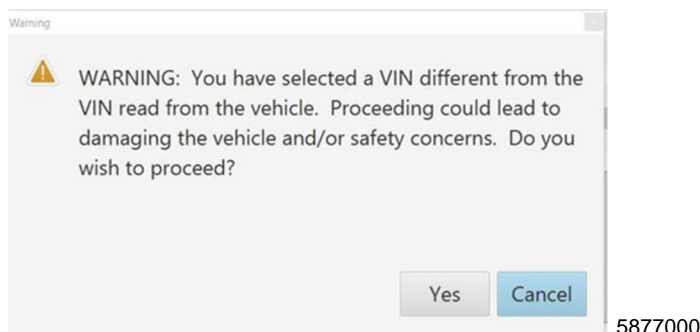 Warning
WARNING: You have selected a VIN different from the
VIN read from the vehicle. Proceeding could lead to
damaging the vehicle and/or safety concerns. Do you
wish to proceed?
Yes Cancel
5877000